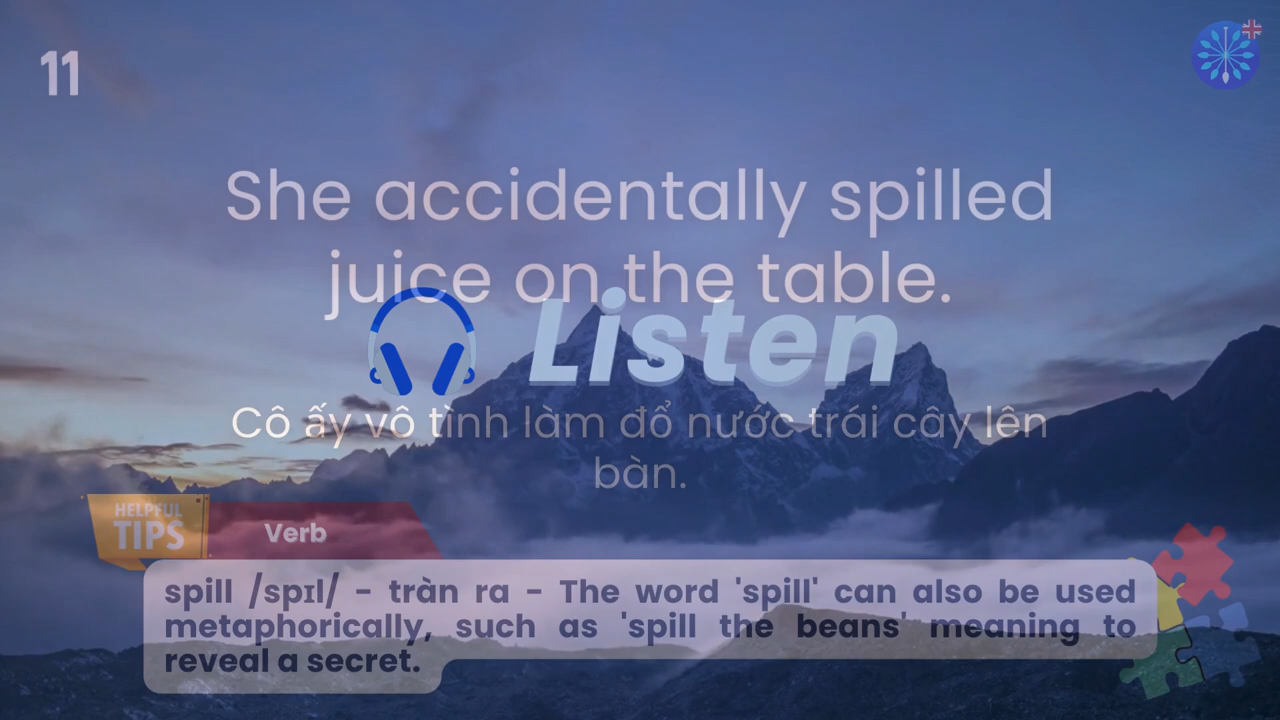 11
She accidentally spilled
juice on the table.
Listen
Cô ấy vô tình làm đổ nước trái cây lên
bàn.
HELPFUL
TIPS
Verb
spill /spɪl/ - tràn ra - The word 'spill' can also be used
metaphorically, such as 'spill the beans' meaning to
reveal a secret.